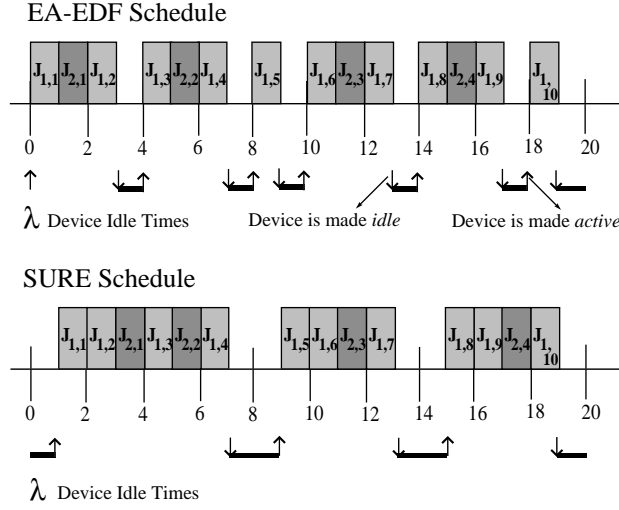 EA-EDF Schedule
J1,1 J2,1 J1,2 J1,3 J2,2 J1,4 J1,5 J1,6 J2,3 J1,7 J1,8 J2,4 J1,9 J1,10
0 2 4 6 8 10 12 14 16 18 20
λ Device Idle Times Device is made idle Device is made active
SURE Schedule
J1,1 J1,2 J2,1 J1,3 J2,2 J1,4 J1,5 J1,6 J2,3 J1,7 J1,8 J1,9 J2,4 J1,10
0 2 4 6 8 10 12 14 16 18 20
λ Device Idle Times